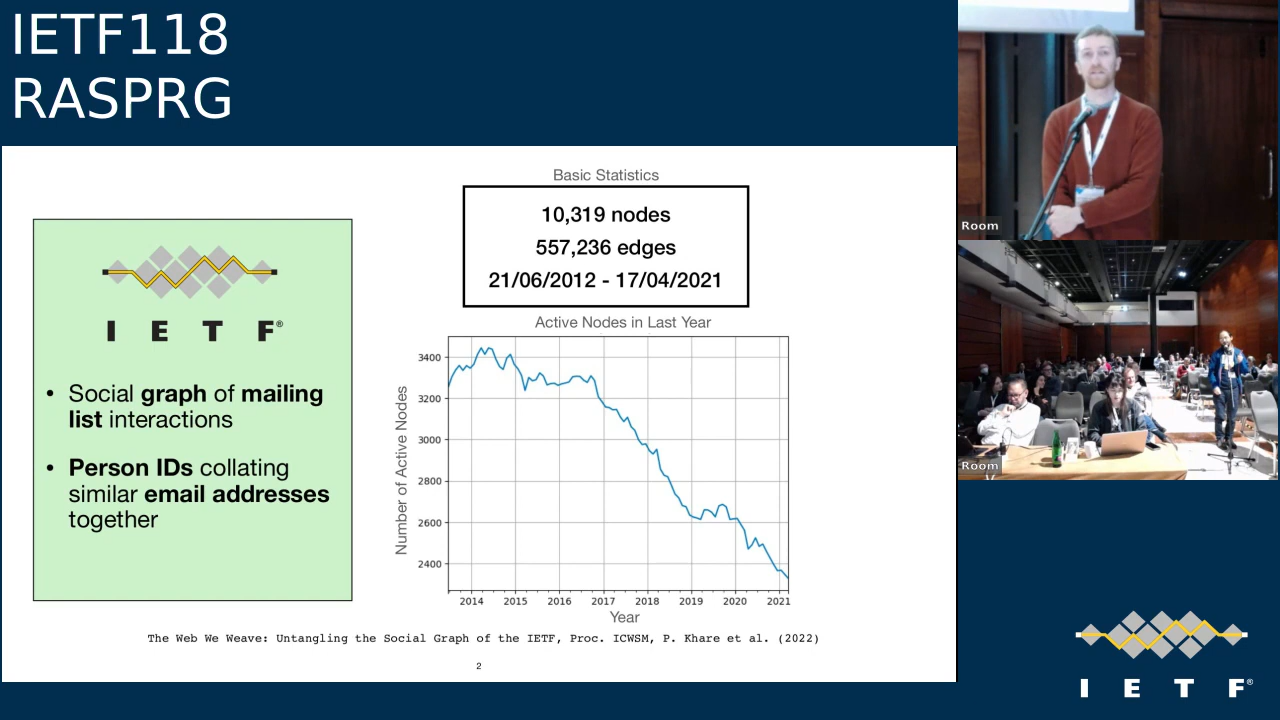 IETF118
RASPRG
Basic Statistics
10,319 nodes
557,236 edges
21/06/2012 - 17/04/2021
I E T F®
• Social graph of mailing
list interactions
• Person IDs collating
similar email addresses
together
Active Nodes in Last Year
Number of Active Nodes
3400
3200
3000
2800
2600
2400
2014 2015 2016 2017 2018 2019 2020 2021
Year
The Web We Weave: Untangling the Social Graph of the IETF, Proc. ICWSM, P. Khare et al. (2022)
2
Room
Room
I E T F®